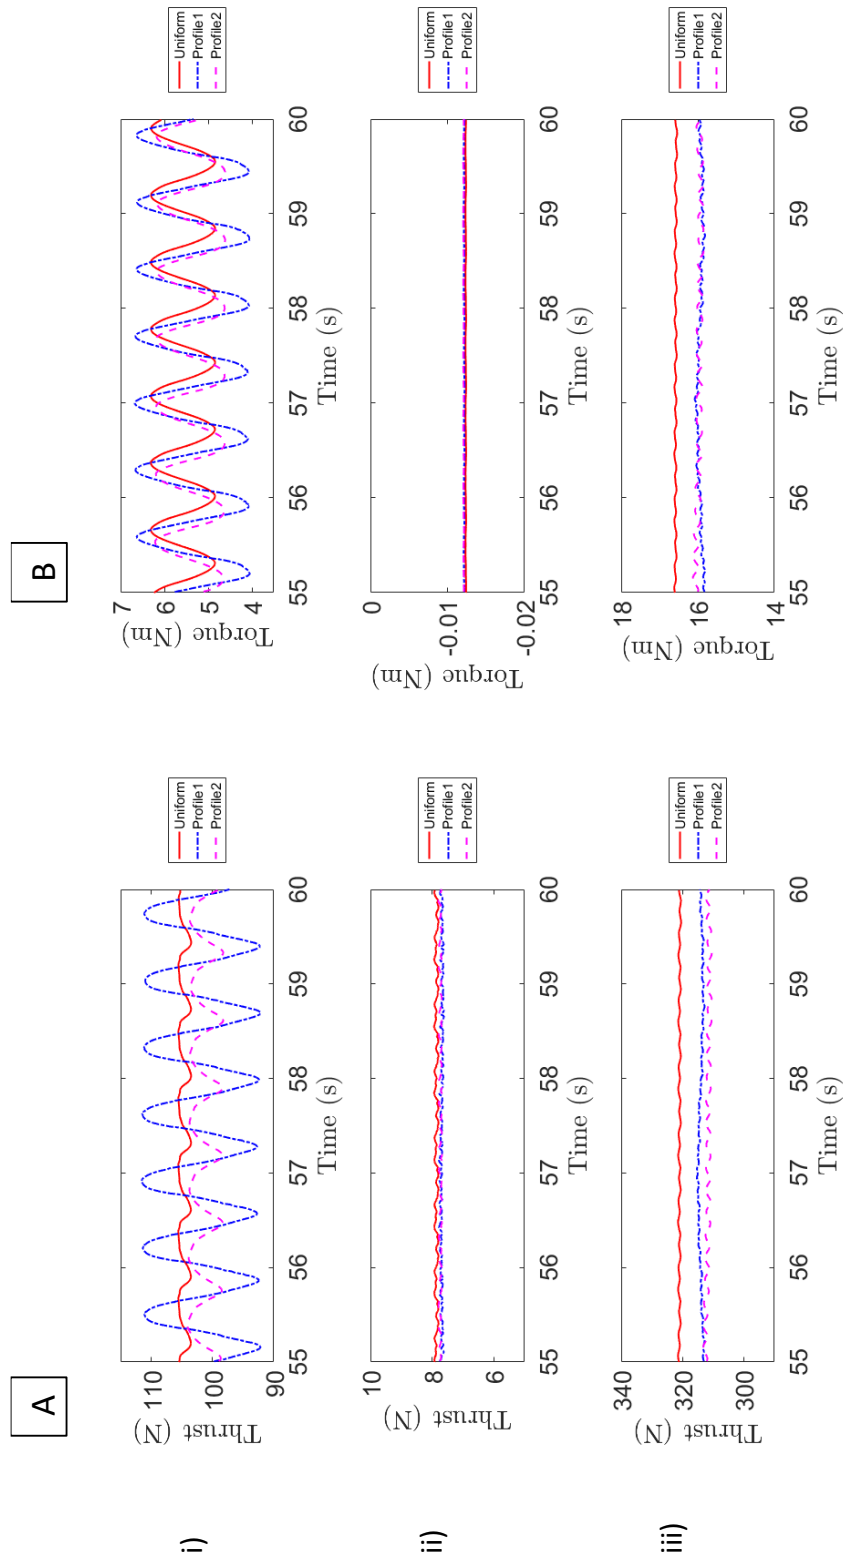 A
B
i)
Thrust (N)
110
100
90
55
56
57
58
59
60
Time (s)
Uniform
Profile1
Profile2
Torque (Nm)
7
6
5
4
55
56
57
58
59
60
Time (s)
Uniform
Profile1
Profile2
ii)
Thrust (N)
10
8
6
55
56
57
58
59
60
Time (s)
Uniform
Profile1
Profile2
Torque (Nm)
0
-0.01
-0.02
55
56
57
58
59
60
Time (s)
Uniform
Profile1
Profile2
iii)
Thrust (N)
340
320
300
55
56
57
58
59
60
Time (s)
Uniform
Profile1
Profile2
Torque (Nm)
18
16
14
55
56
57
58
59
60
Time (s)
Uniform
Profile1
Profile2